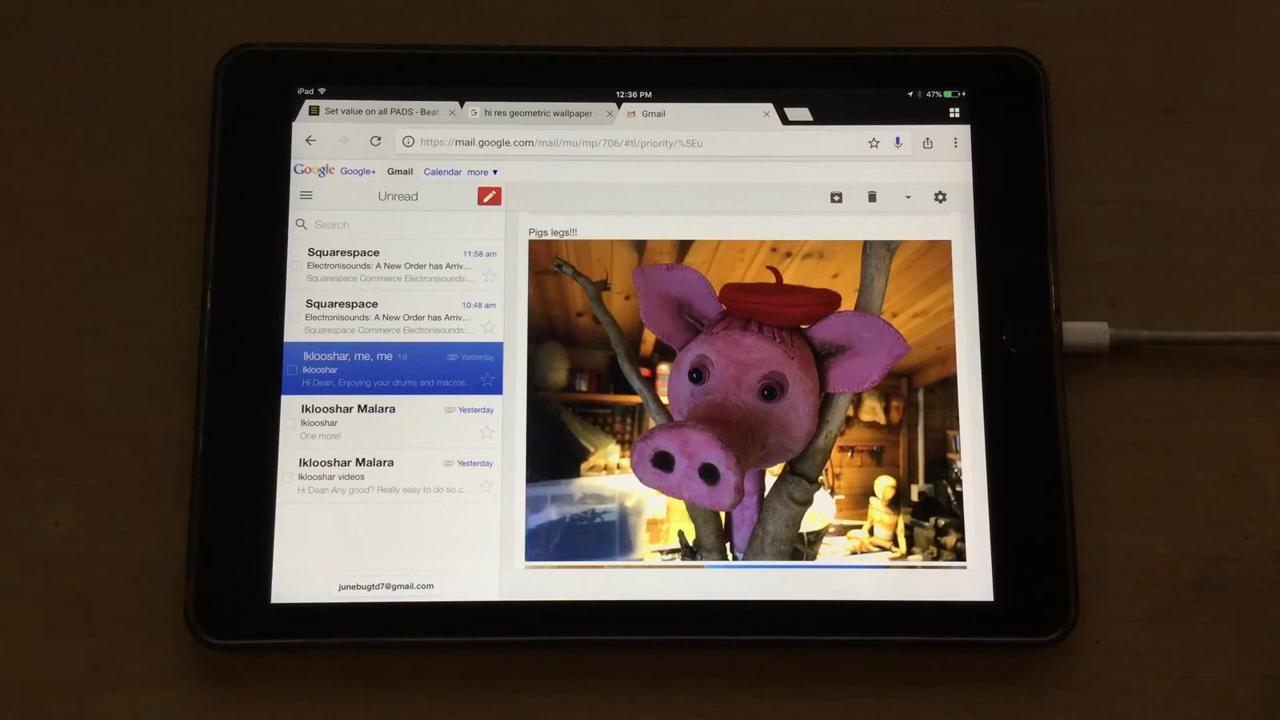 iPad
12:36 PM
47%
Set value on all PADS - Beat
hi res geometric wallpaper
Gmail
https://mail.google.com/mail/mu/mp/706/#tl/priority/%5Eu
Google Google+ Gmail Calendar more ▼
Unread
Search
Squarespace 11:58 am
Electronisounds: A New Order has Arriv...
Squarespace Commerce Electronisounds:...
Squarespace 10:48 am
Electronisounds: A New Order has Arriv...
Squarespace Commerce Electronisounds:...
Iklooshar, me, me 19 Yesterday
Iklooshar
Hi Dean, Enjoying your drums and macros...
Iklooshar Malara Yesterday
Iklooshar
One more!
Iklooshar Malara Yesterday
Iklooshar videos
Hi Dean Any good? Really easy to do so c...
junebugtd7@gmail.com
Pigs legs!!!